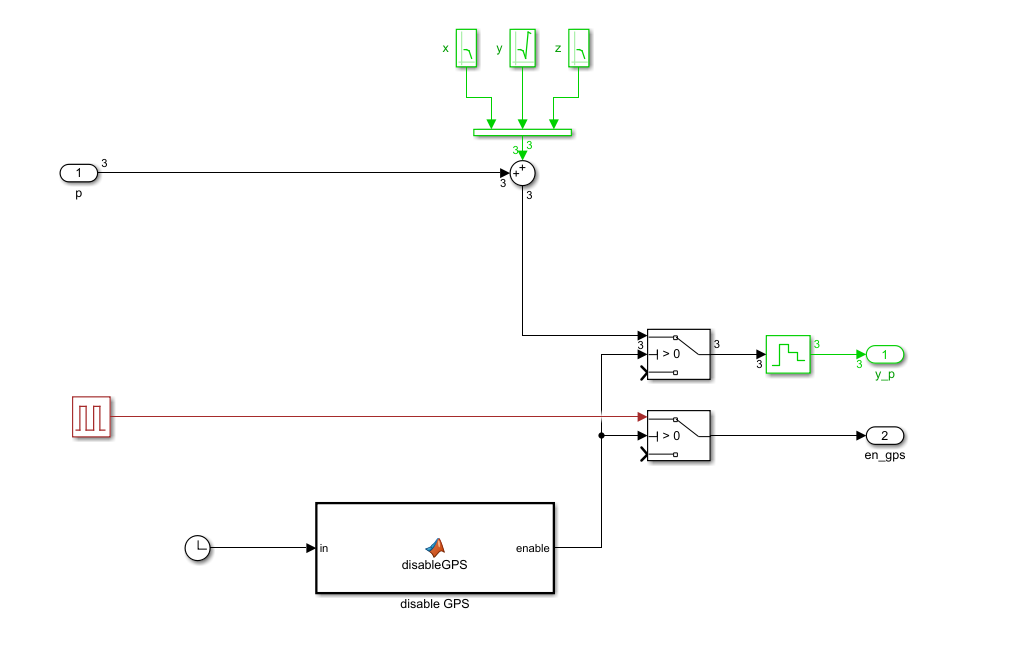 x y z
3 3
1 3
p
+
+
3
3
3
> 0
3
3
3
1
3
3
y_p
> 0
2
en_gps
in
disableGPS
enable
disable GPS